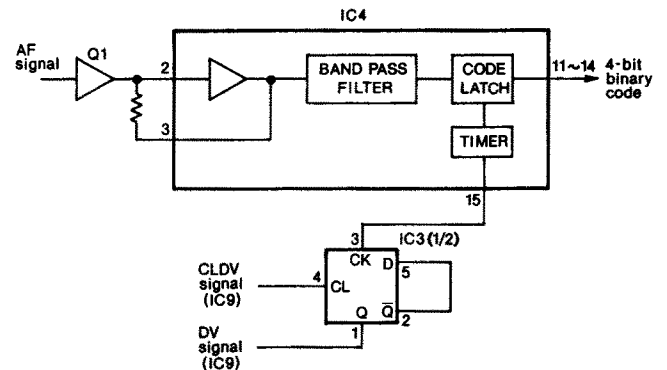 IC4
AF
signal
Q1
2
3
BAND PASS
FILTER
CODE
LATCH
11~14
4-bit
binary
code
TIMER
15
3
IC3 (1/2)
CK
D
5
CLDV
signal
(IC9)
4
CL
Q
Q̅
2
1
DV
signal
(IC9)